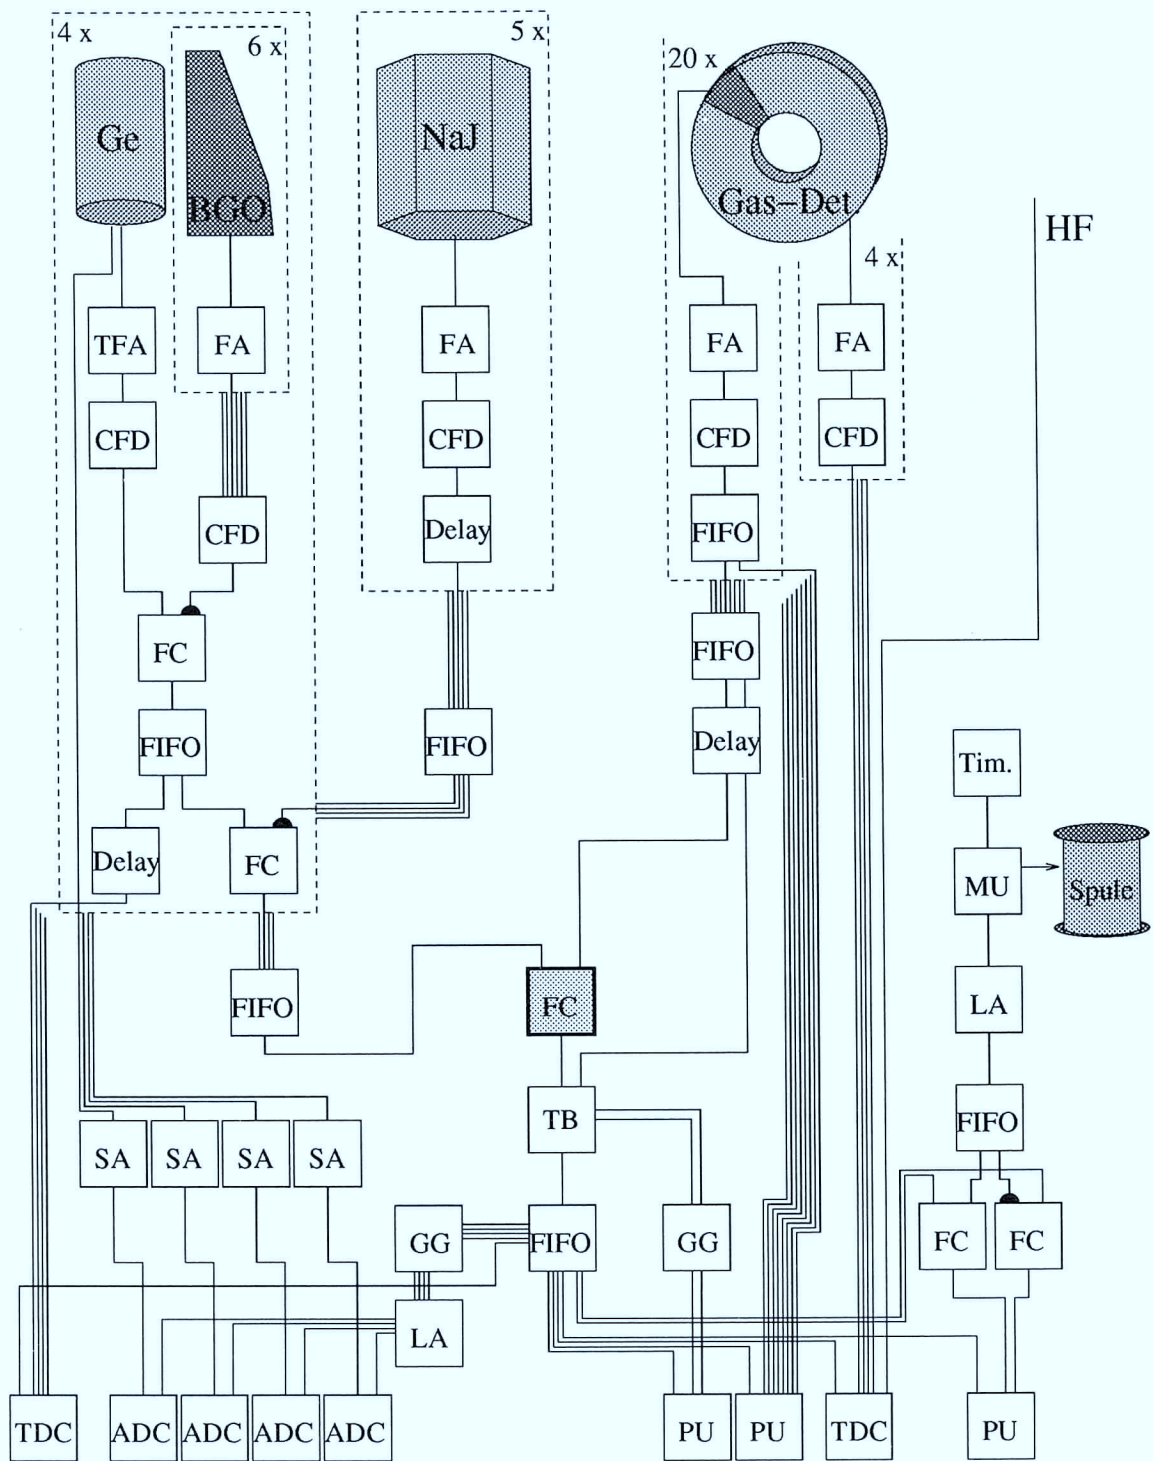 4 x
6 x
5 x
20 x
Ge
BGO
NaJ
Gas-Det.
HF
4 x
TFA
FA
FA
FA
FA
CFD
CFD
CFD
CFD
CFD
Delay
FIFO
FC
FIFO
FIFO
FIFO
Delay
Tim.
Delay
FC
MU
Spule
FIFO
FC
LA
TB
FIFO
SA
SA
SA
SA
GG
FIFO
GG
FC
FC
LA
TDC
ADC
ADC
ADC
ADC
PU
PU
TDC
PU